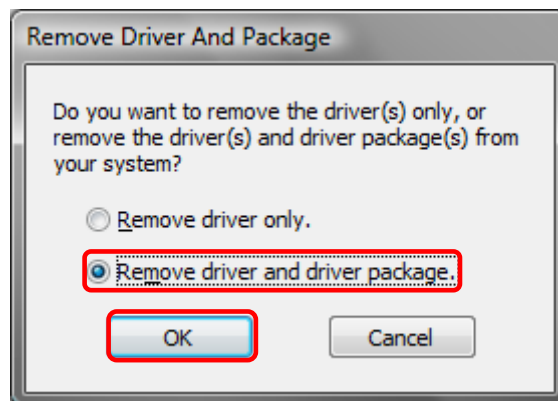 Remove Driver And Package
Do you want to remove the driver(s) only, or
remove the driver(s) and driver package(s) from
your system?
Remove driver only.
Remove driver and driver package.
OK
Cancel